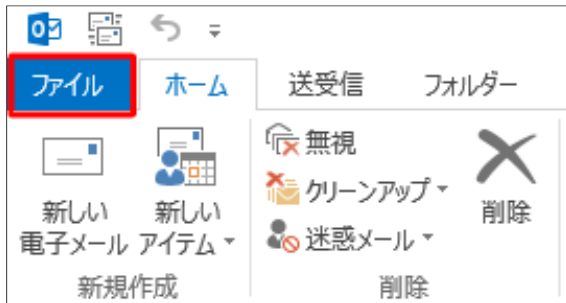 ファイル ホーム 送受信 フォルダー
無視
クリーンアップ
迷惑メール
新しい
電子メール
新しい
アイテム
削除
新規作成
削除